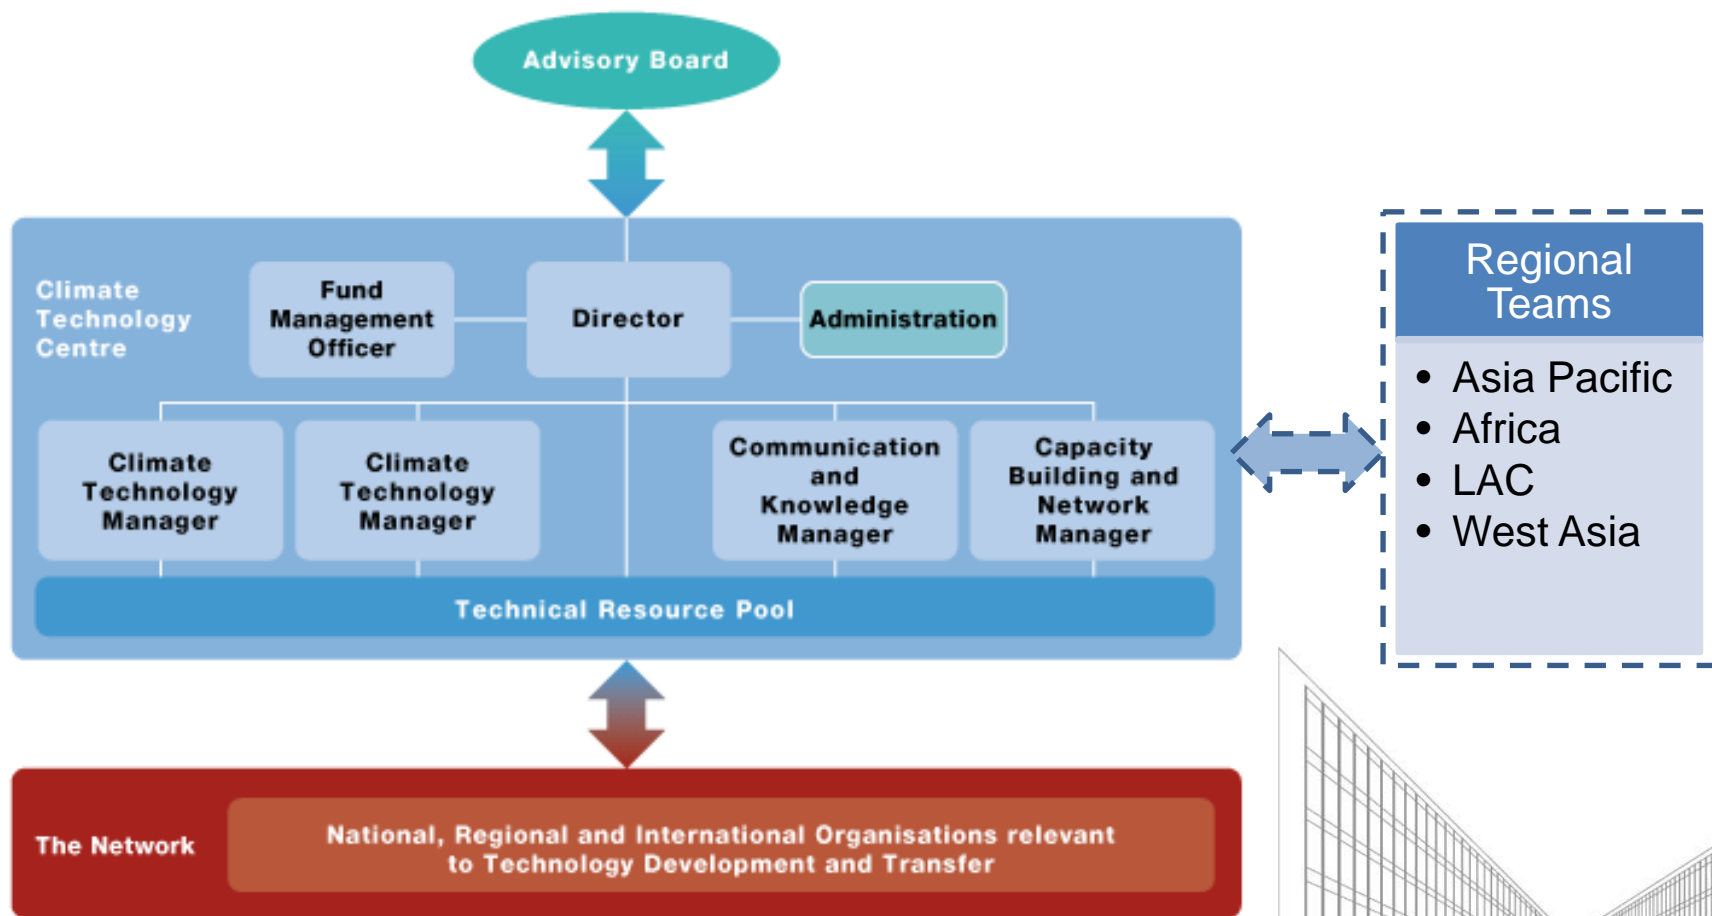 Advisory Board
Climate
Technology
Centre
Fund
Management
Officer
Director
Administration
Climate
Technology
Manager
Climate
Technology
Manager
Communication
and
Knowledge
Manager
Capacity
Building and
Network
Manager
Technical Resource Pool
Regional
Teams
• Asia Pacific
• Africa
• LAC
• West Asia
The Network
National, Regional and International Organisations relevant
to Technology Development and Transfer